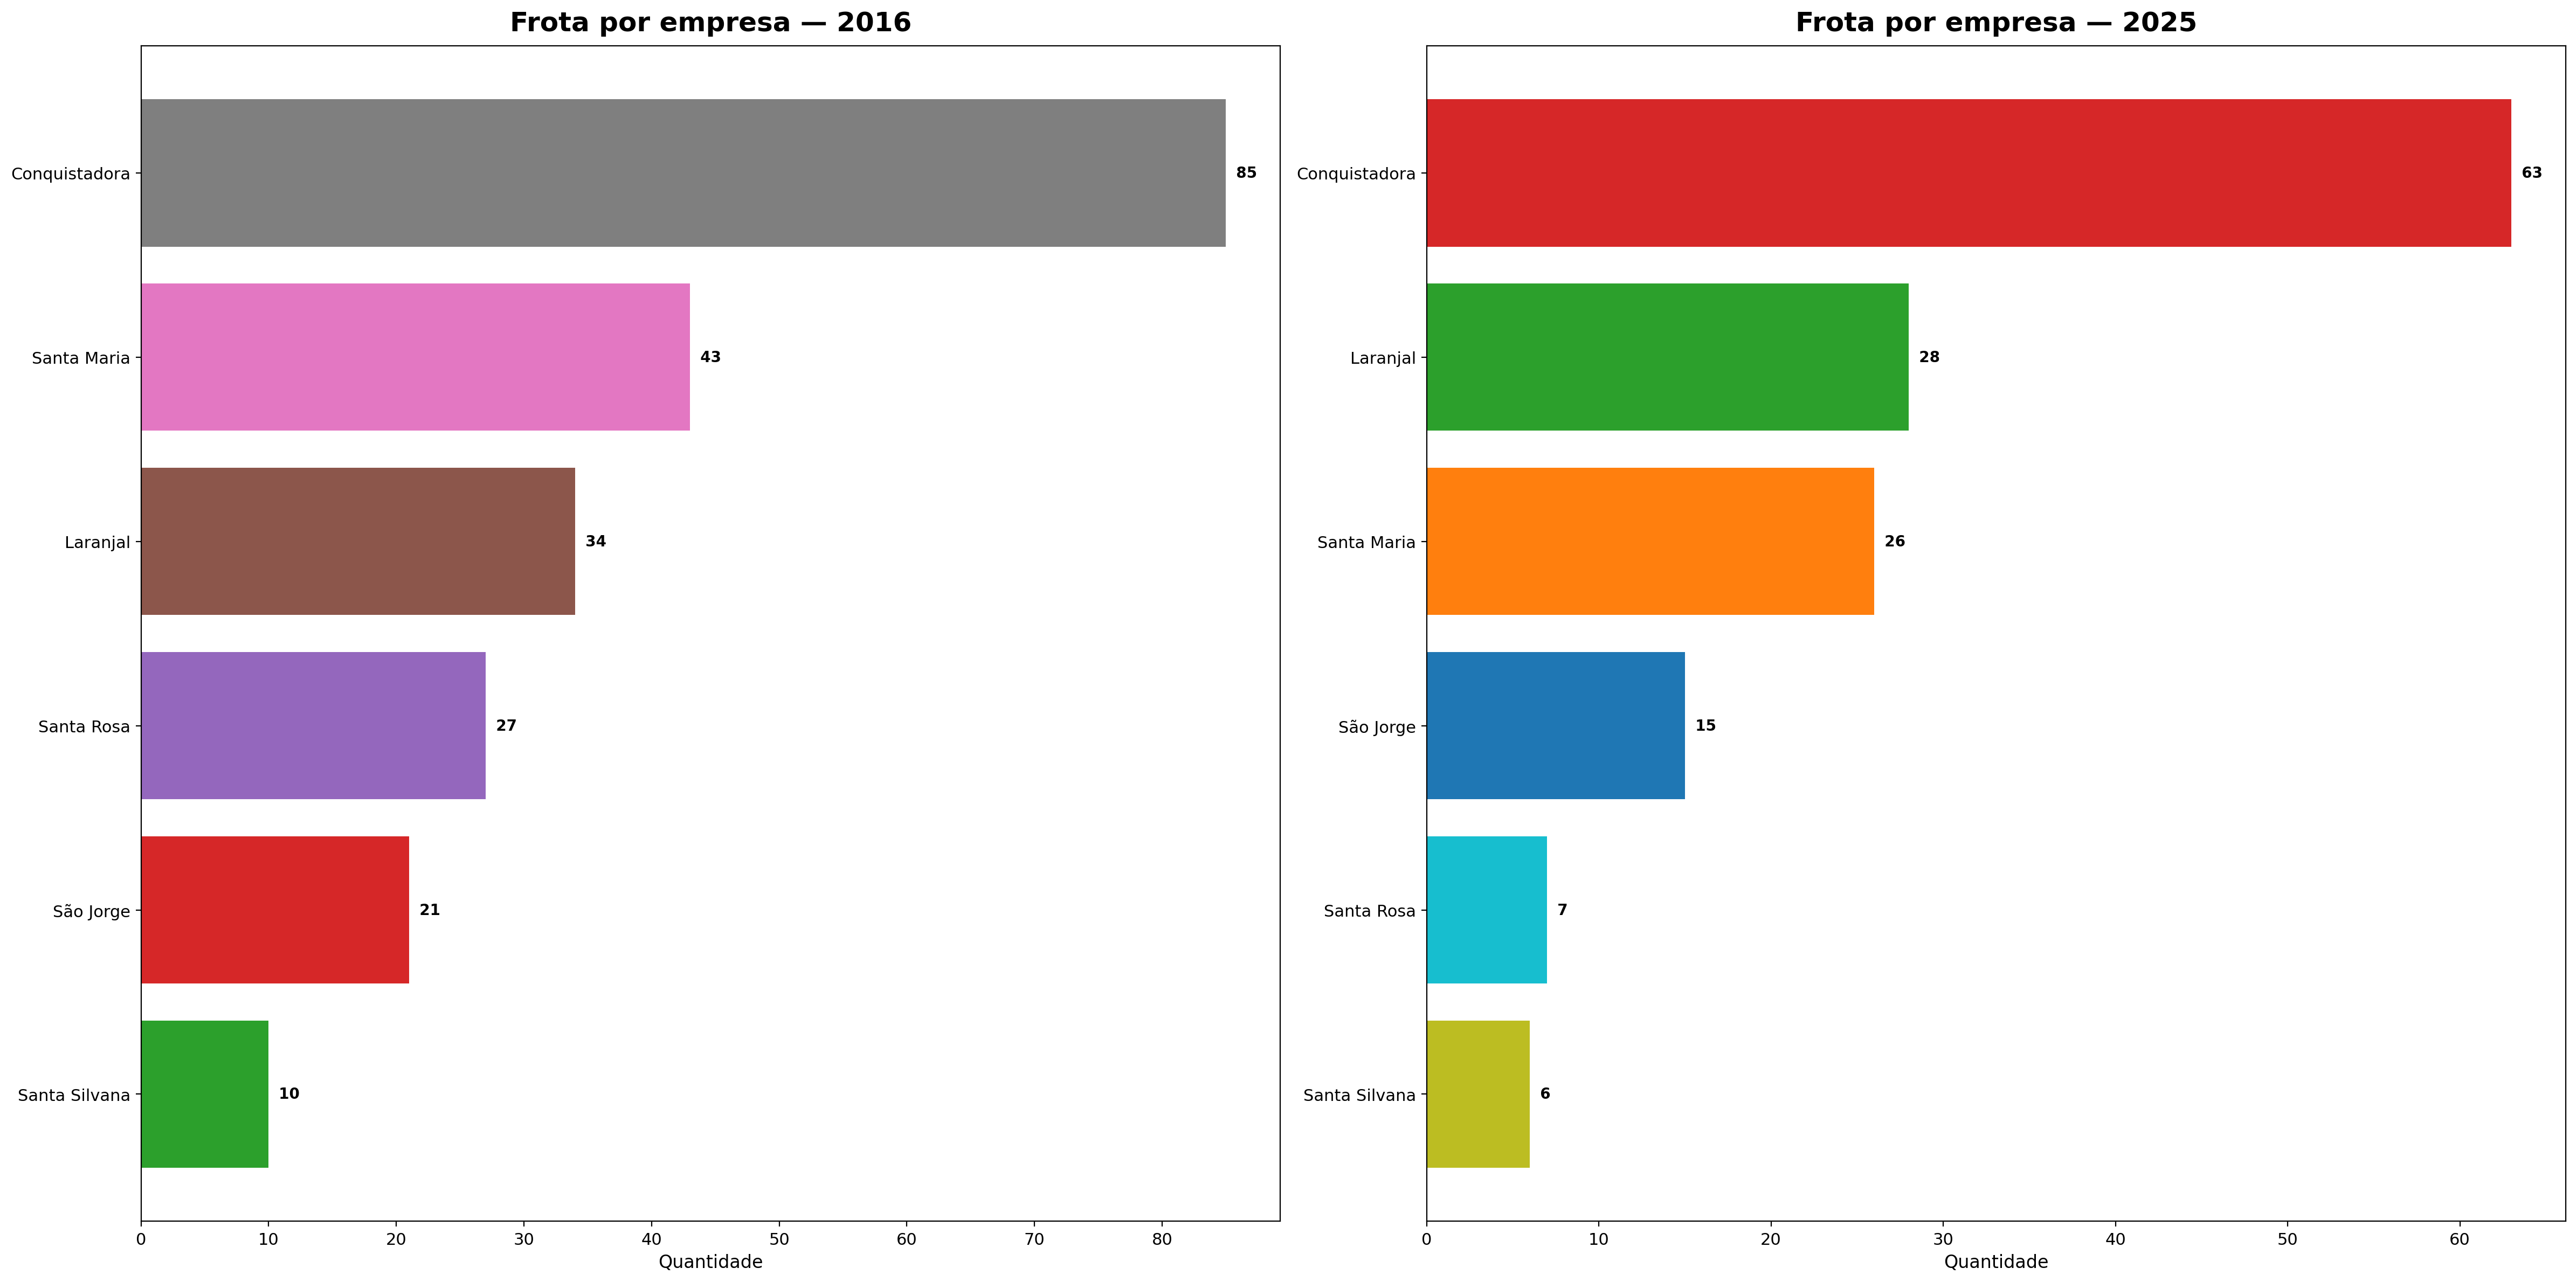 Frota por empresa — 2016
Conquistadora
85
Santa Maria
43
Laranjal
34
Santa Rosa
27
São Jorge
21
Santa Silvana
10
0 10 20 30 40 50 60 70 80
Quantidade
Frota por empresa — 2025
Conquistadora
63
Laranjal
28
Santa Maria
26
São Jorge
15
Santa Rosa
7
Santa Silvana
6
0 10 20 30 40 50 60
Quantidade